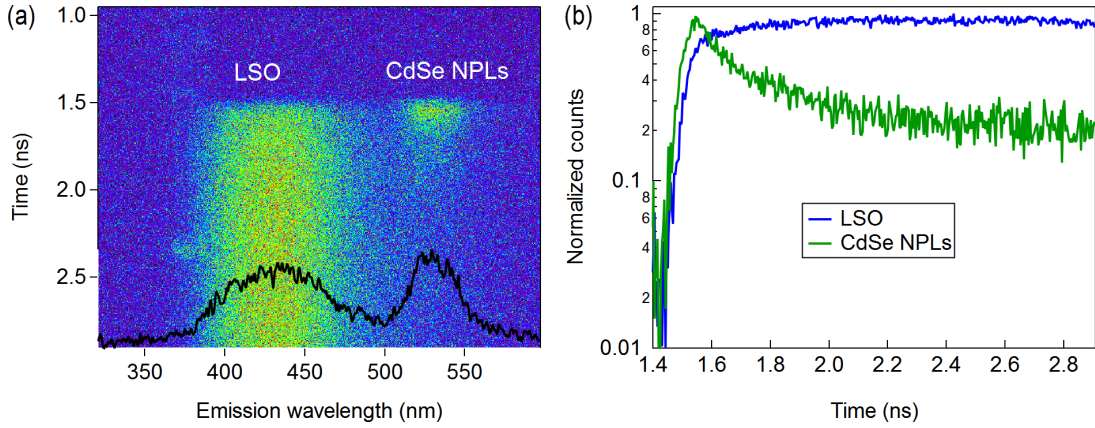 (a)
1.0
1.5
2.0
2.5
Time (ns)
LSO
CdSe NPLs
350
400
450
500
550
Emission wavelength (nm)
(b)
1
8
6
4
2
0.1
8
6
4
2
0.01
Normalized counts
LSO
CdSe NPLs
1.4
1.6
1.8
2.0
2.2
2.4
2.6
2.8
Time (ns)